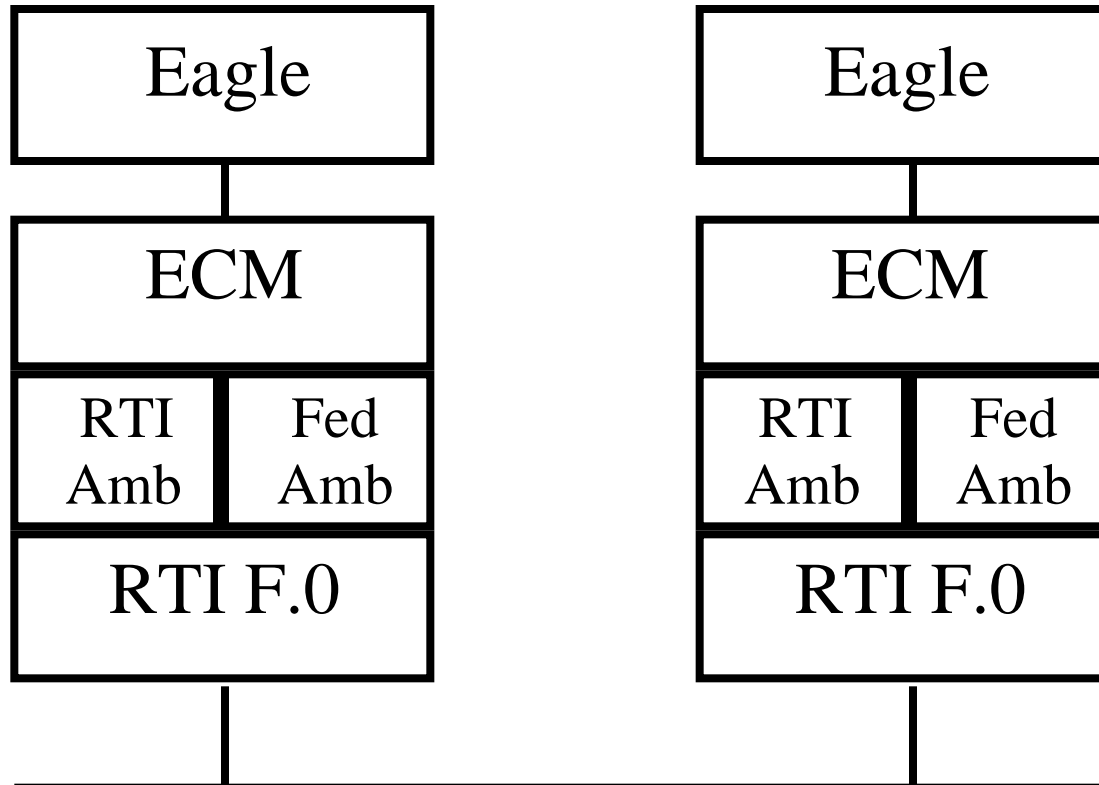 Eagle
ECM
RTI
Amb
Fed
Amb
RTI F.0
Eagle
ECM
RTI
Amb
Fed
Amb
RTI F.0